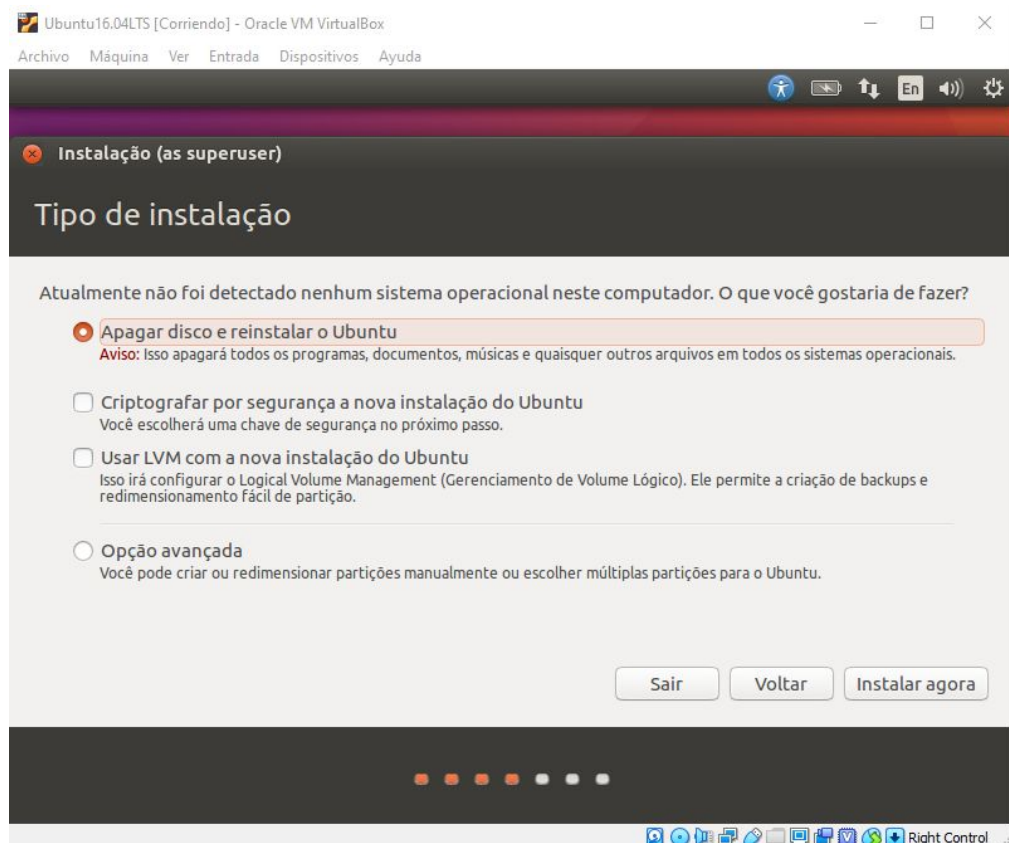 Ubuntu16.04LTS [Corriendo] - Oracle VM VirtualBox
Archivo Máquina Ver Entrada Dispositivos Ayuda
En
Instalação (as superuser)
Tipo de instalação
Atualmente não foi detectado nenhum sistema operacional neste computador. O que você gostaria de fazer?
Apagar disco e reinstalar o Ubuntu
Aviso: Isso apagará todos os programas, documentos, músicas e quaisquer outros arquivos em todos os sistemas operacionais.
Criptografar por segurança a nova instalação do Ubuntu
Você escolherá uma chave de segurança no próximo passo.
Usar LVM com a nova instalação do Ubuntu
Isso irá configurar o Logical Volume Management (Gerenciamento de Volume Lógico). Ele permite a criação de backups e
redimensionamento fácil de partição.
Opção avançada
Você pode criar ou redimensionar partições manualmente ou escolher múltiplas partições para o Ubuntu.
Sair Voltar Instalar agora
Right Control